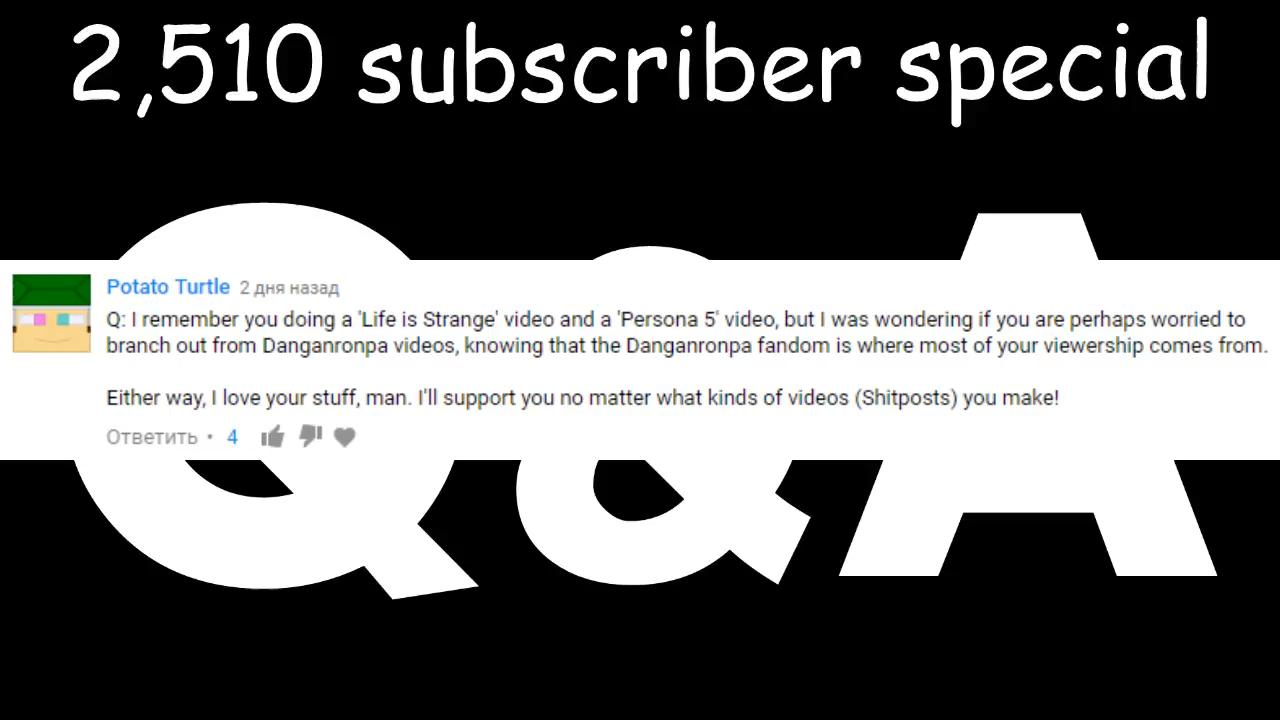 2,510 subscriber special
Q&A
Potato Turtle 2 дня назад
Q: I remember you doing a 'Life is Strange' video and a 'Persona 5' video, but I was wondering if you are perhaps worried to
branch out from Danganronpa videos, knowing that the Danganronpa fandom is where most of your viewership comes from.
Either way, I love your stuff, man. I'll support you no matter what kinds of videos (Shitposts) you make!
Ответить • 4